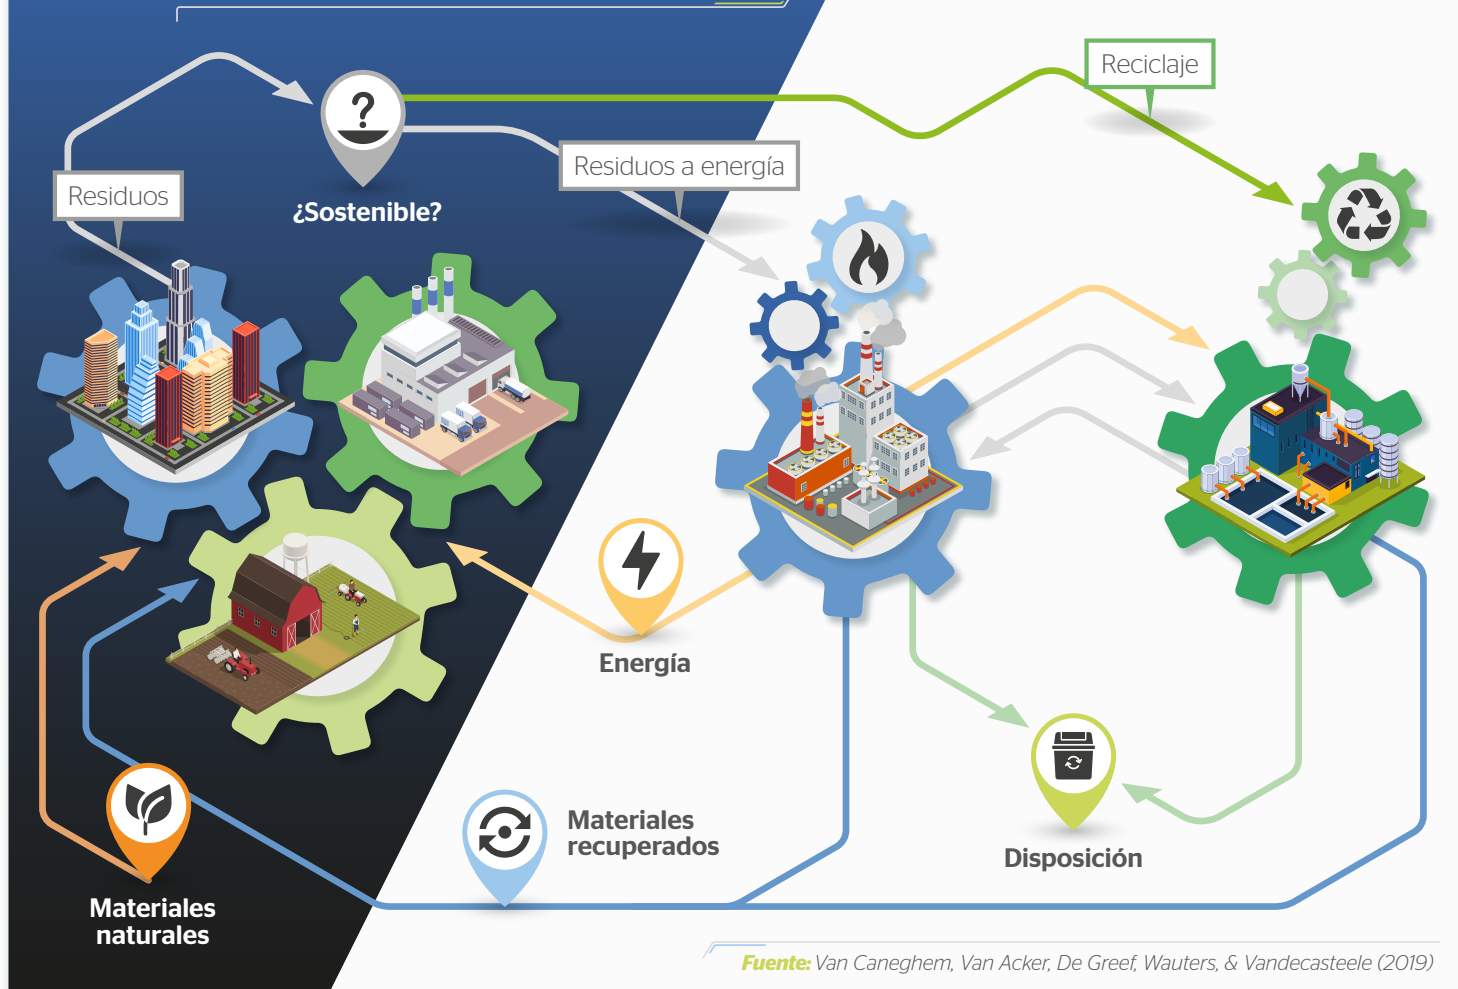 Reciclaje
Residuos a energía
Residuos
¿Sostenible?
Energía
Materiales
recuperados
Disposición
Materiales
naturales
Fuente: Van Caneghem, Van Acker, De Greef, Wauters, & Vandecasteele (2019)